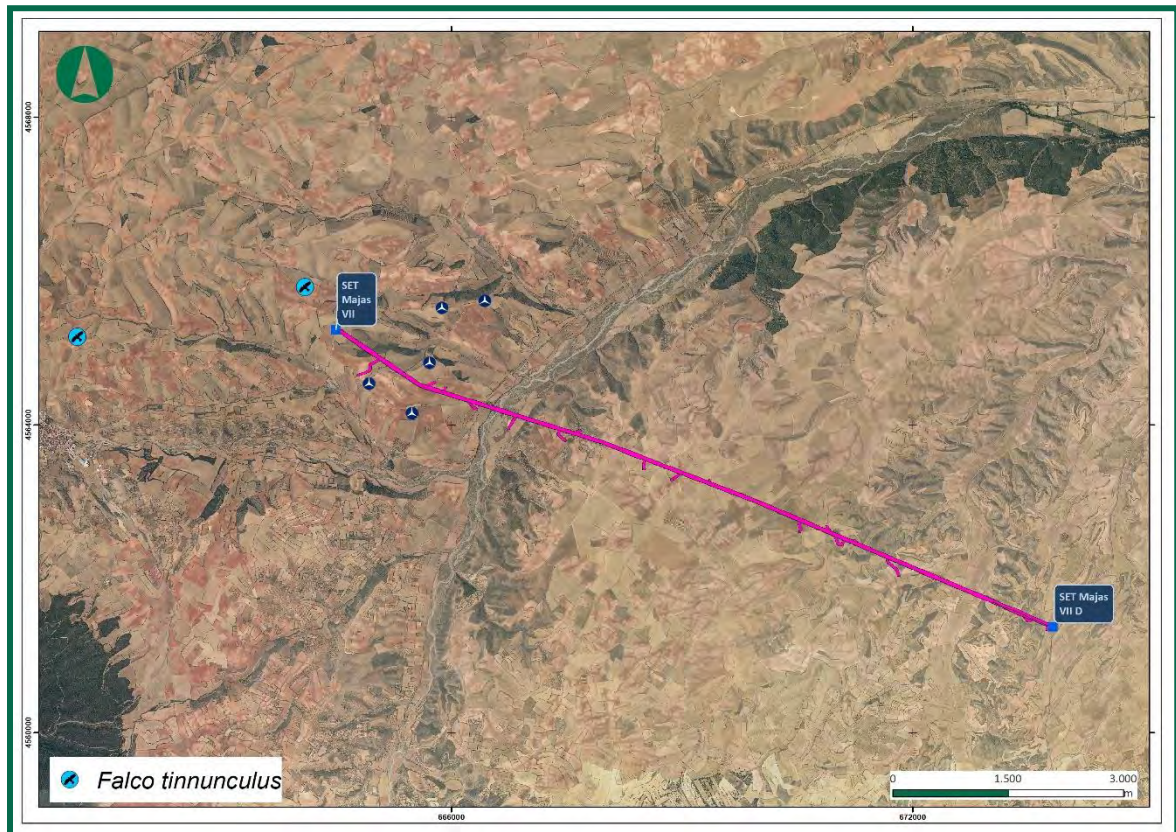 4568000
SET
Majas
VII
4564000
SET Majas
VII D
4560000
Falco tinnunculus
0 1.500 3.000
m
666000 672000